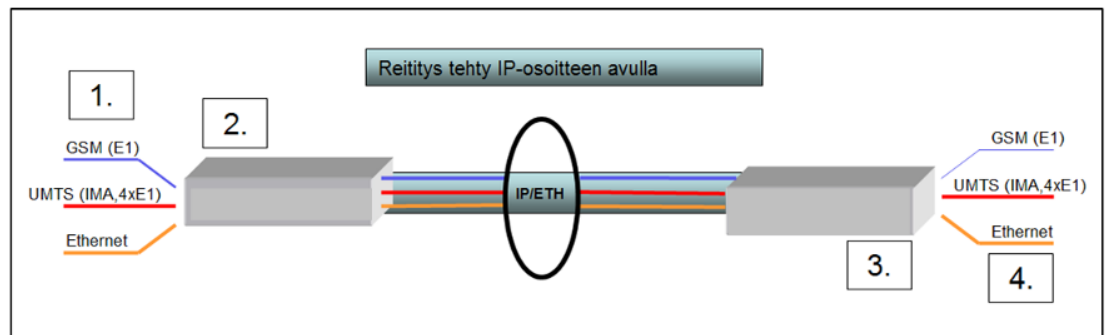 Reititys tehty IP-osoitteen avulla
1.
2.
GSM (E1)
UMTS (IMA,4xE1)
Ethernet
IP/ETH
GSM (E1)
UMTS (IMA,4xE1)
Ethernet
3.
4.